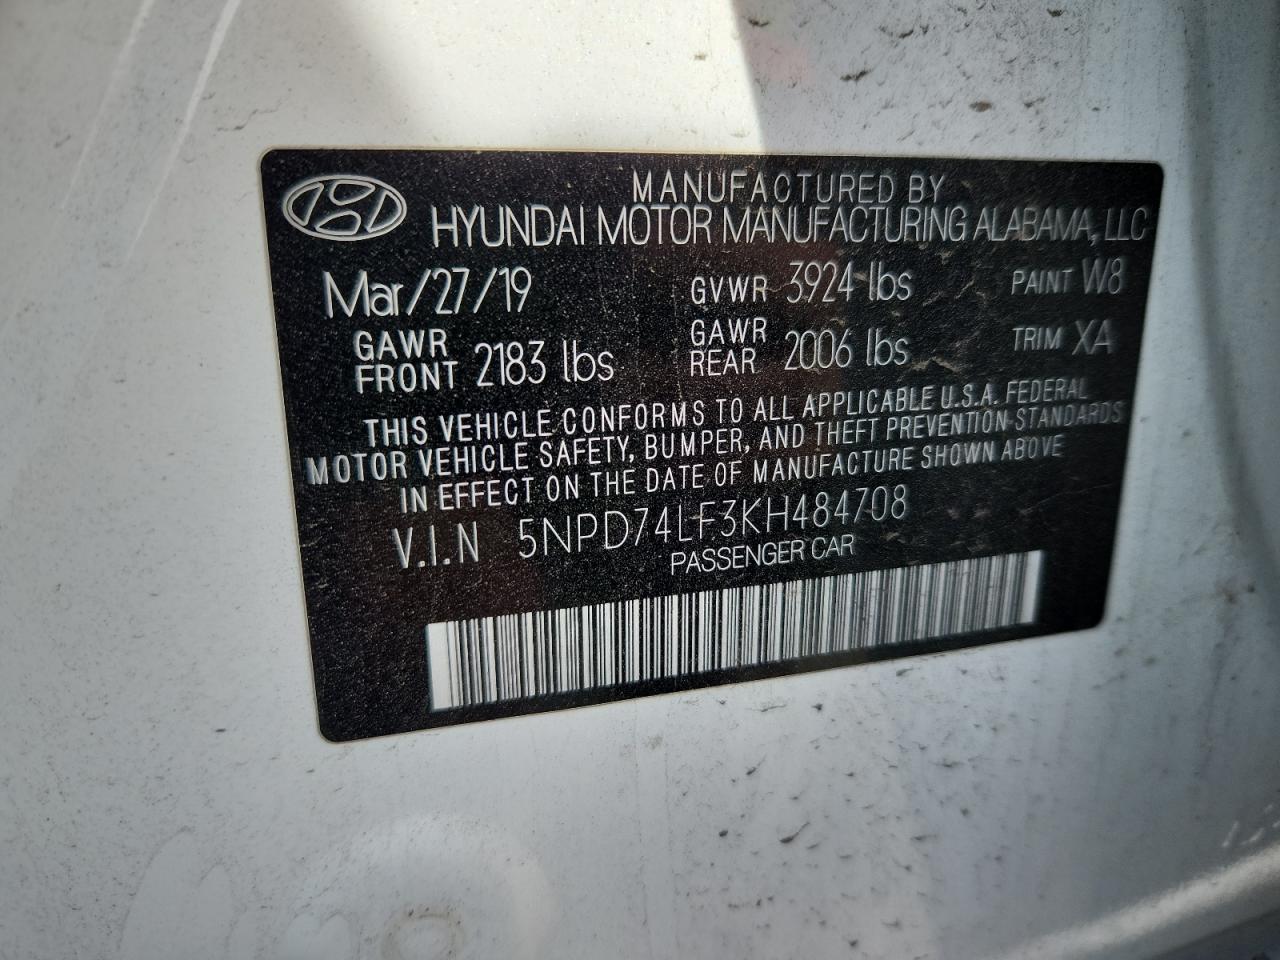 MANUFACTURED BY
HYUNDAI MOTOR MANUFACTURING ALABAMA, LLC
Mar/27/19 GVWR 3924 lbs PAINT W8
GAWR FRONT 2183 lbs GAWR REAR 2006 lbs TRIM XA
THIS VEHICLE CONFORMS TO ALL APPLICABLE U.S.A. FEDERAL
MOTOR VEHICLE SAFETY, BUMPER, AND THEFT PREVENTION STANDARDS
IN EFFECT ON THE DATE OF MANUFACTURE SHOWN ABOVE
V.I.N 5NPD74LF3KH484708
PASSENGER CAR